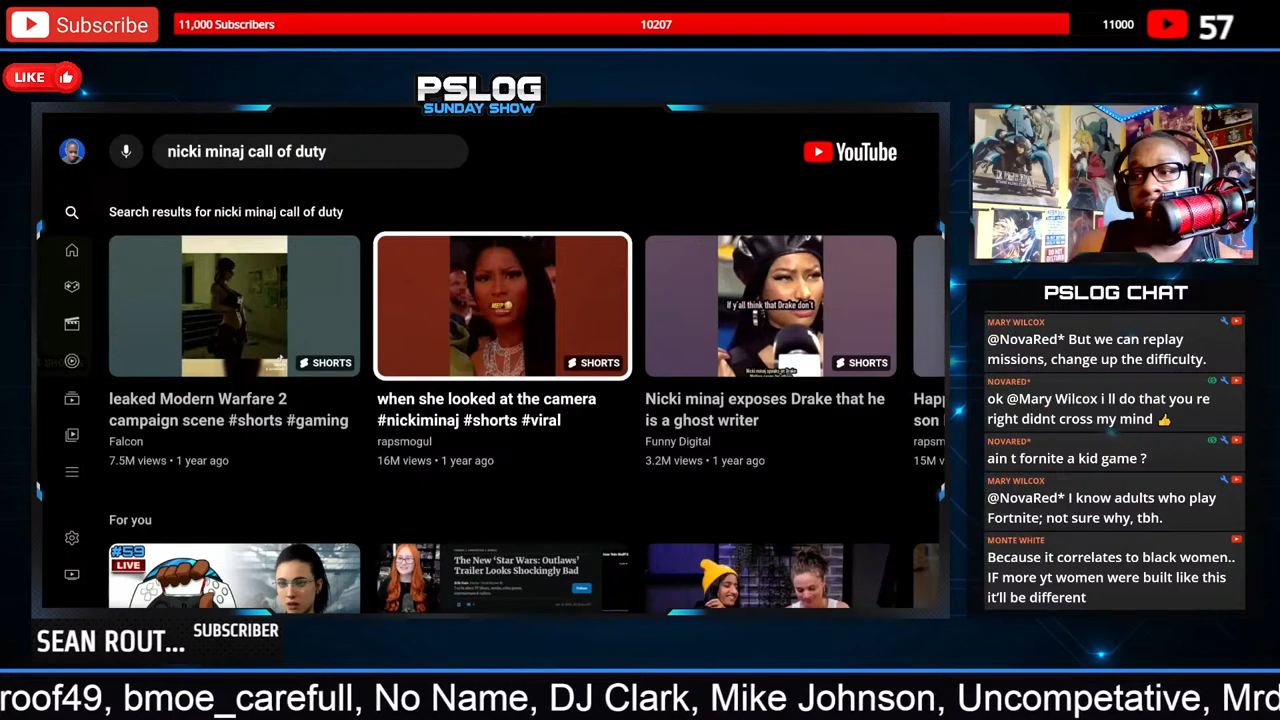 Subscribe
11,000 Subscribers
10207
11000
57
LIKE
PSLOG
SUNDAY SHOW
nicki minaj call of duty
YouTube
Search results for nicki minaj call of duty
SHORTS
leaked Modern Warfare 2
campaign scene #shorts #gaming
Falcon
7.5M views • 1 year ago
SHORTS
when she looked at the camera
#nickiminaj #shorts #viral
rapsmogul
16M views • 1 year ago
If y'all think that Drake don't
SHORTS
Nicki minaj exposes Drake that he
is a ghost writer
Funny Digital
3.2M views • 1 year ago
Hap
son
rapsm
15M v
For you
#59
LIVE
The New 'Star Wars: Outlaws'
Trailer Looks Shockingly Bad
PSLOG CHAT
MARY WILCOX
@NovaRed* But we can replay
missions, change up the difficulty.
NOVARED*
ok @Mary Wilcox i ll do that you re
right didnt cross my mind 👍
NOVARED*
ain t fornite a kid game ?
MARY WILCOX
@NovaRed* I know adults who play
Fortnite; not sure why, tbh.
MONTE WHITE
Because it correlates to black women..
IF more yt women were built like this
it'll be different
SEAN ROUT...
SUBSCRIBER
roof49, bmoe_carefull, No Name, DJ Clark, Mike Johnson, Uncompetative, Mrd